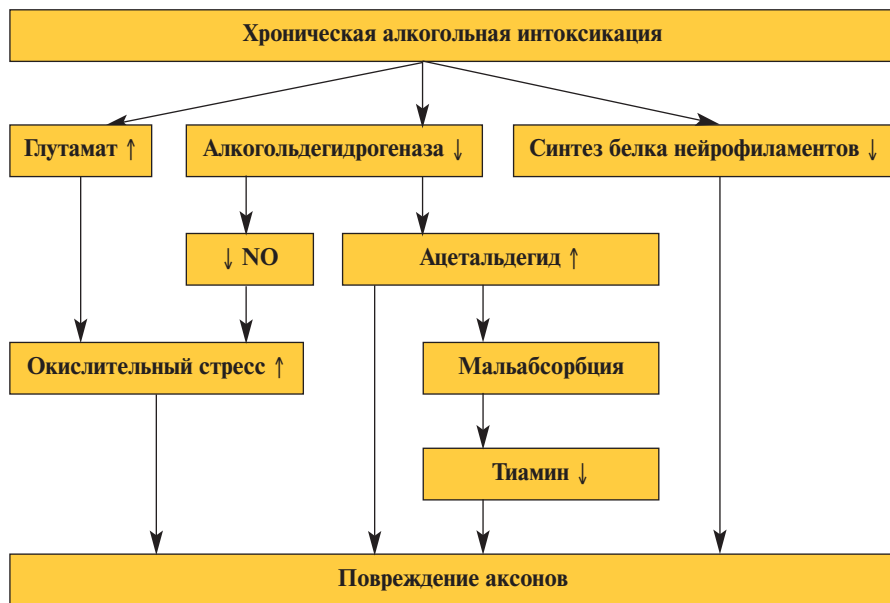 Хроническая алкогольная интоксикация
Глутамат ↑
Алкогольдегидрогеназа ↓
Синтез белка нейрофиламентов ↓
↓ NO
Ацетальдегид ↑
Окислительный стресс ↑
Мальабсорбция
Тиамин ↓
Повреждение аксонов